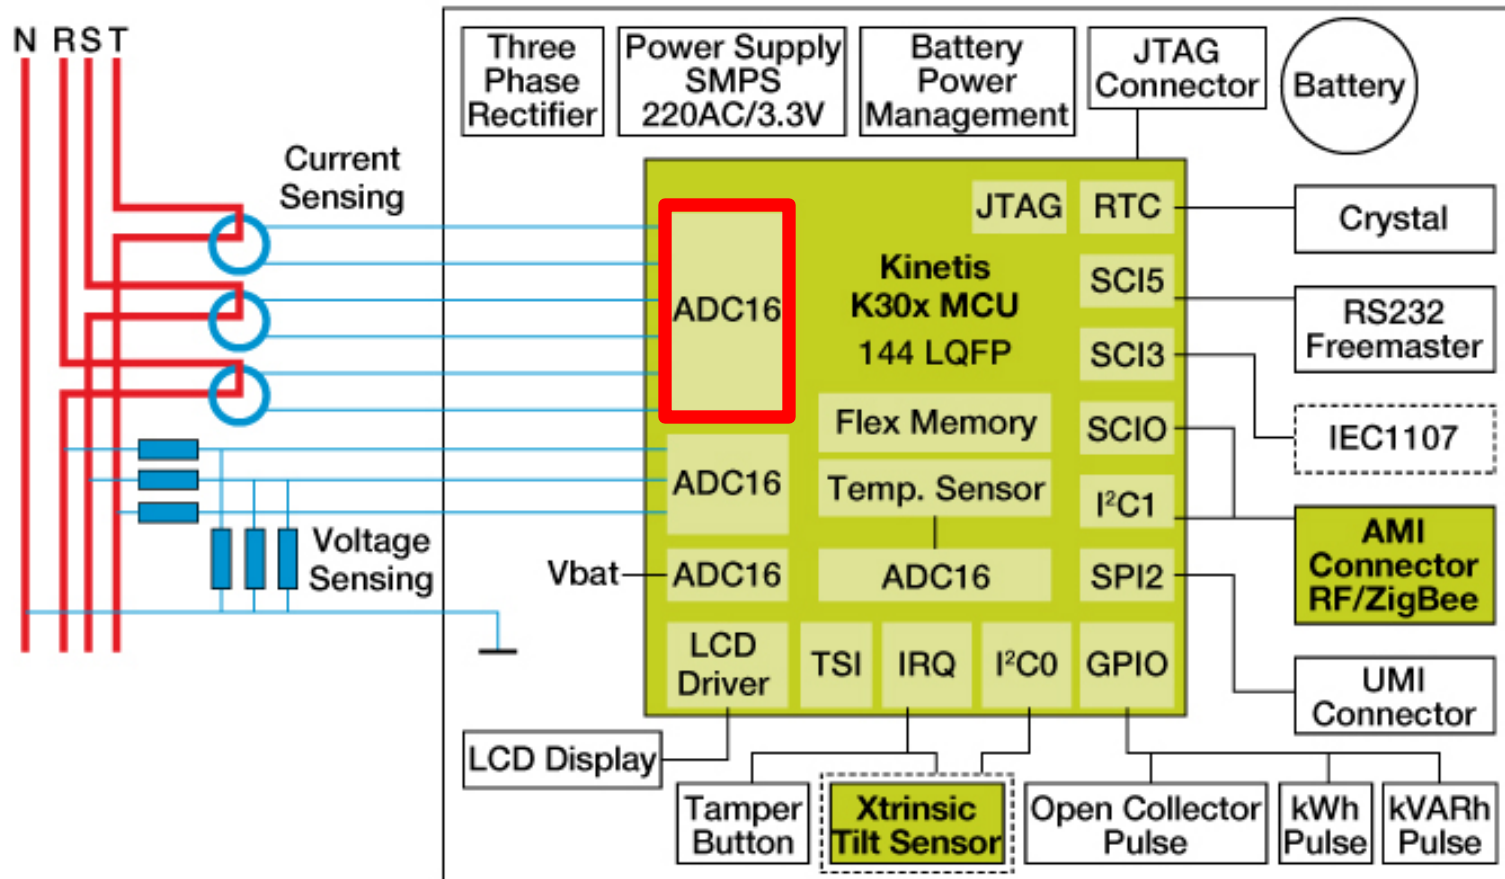 N R S T
Current
Sensing
Voltage
Sensing
Vbat
Three
Phase
Rectifier
Power Supply
SMPS
220AC/3.3V
Battery
Power
Management
JTAG
Connector
Battery
ADC16
ADC16
ADC16
LCD
Driver
JTAG
RTC
Kinetis
K30x MCU
144 LQFP
Flex Memory
Temp. Sensor
ADC16
SCI5
SCI3
SCIO
I²C1
SPI2
TSI
IRQ
I²C0
GPIO
Crystal
RS232
Freemaster
IEC1107
AMI
Connector
RF/ZigBee
UMI
Connector
LCD Display
Tamper
Button
Xtrinsic
Tilt Sensor
Open Collector
Pulse
kWh
Pulse
kVARh
Pulse